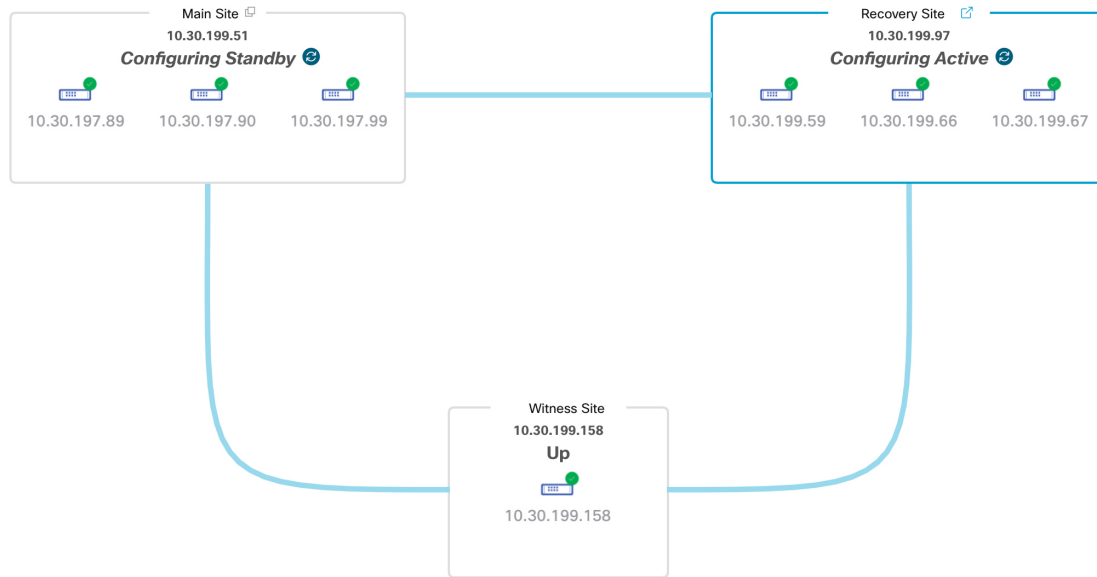 Main Site
10.30.199.51
Configuring Standby
10.30.197.89 10.30.197.90 10.30.197.99
Recovery Site
10.30.199.97
Configuring Active
10.30.199.59 10.30.199.66 10.30.199.67
Witness Site
10.30.199.158
Up
10.30.199.158